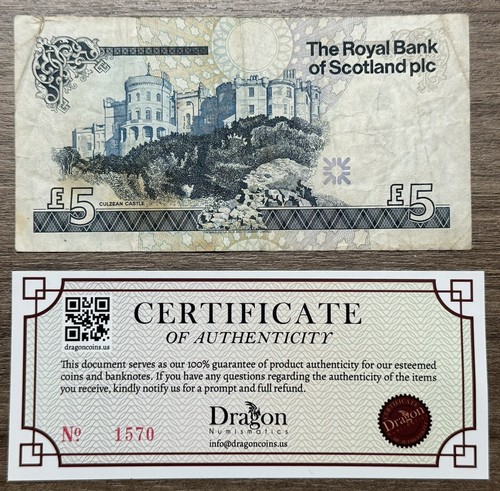 The Royal Bank
of Scotland plc
CULZEAN CASTLE
£5
£5
dragoncoins.us
CERTIFICATE
OF AUTHENTICITY
This document serves as our 100% guarantee of product authenticity for our esteemed
coins and banknotes. If you have any questions regarding the authenticity of the items
you receive, kindly notify us for a prompt and full refund.
Nº 1570
Dragon
Numismatics
info@dragoncoins.us
Dragon